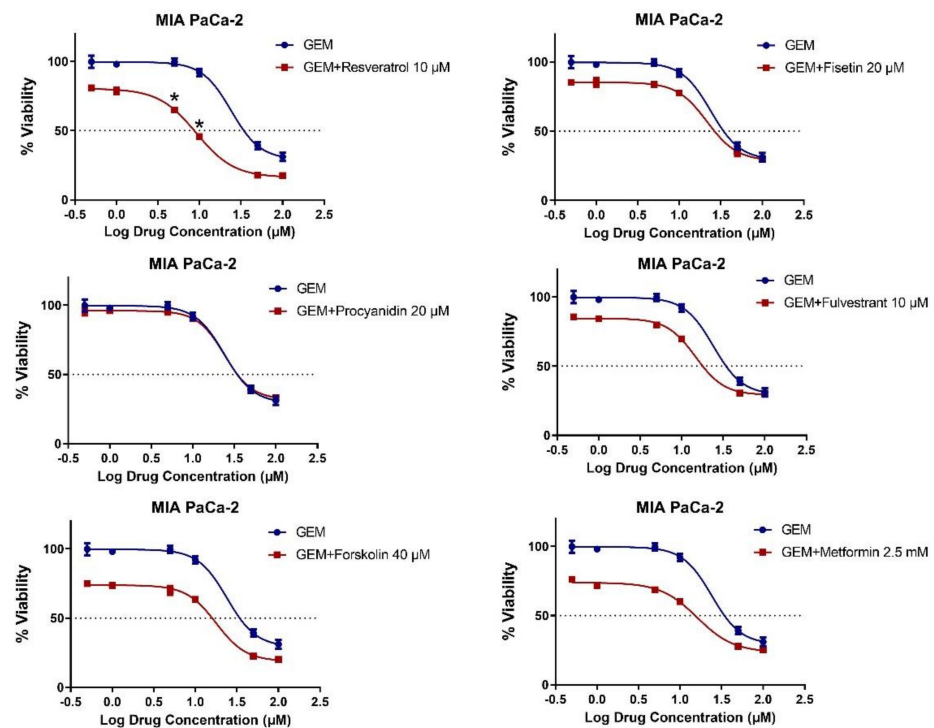 MIA PaCa-2
GEM
GEM+Resveratrol 10 µM
% Viability
100
50
0
*
*
-0.5 0.0 0.5 1.0 1.5 2.0 2.5
Log Drug Concentration (µM)
MIA PaCa-2
GEM
GEM+Fisetin 20 µM
% Viability
100
50
0
-0.5 0.0 0.5 1.0 1.5 2.0 2.5
Log Drug Concentration (µM)
MIA PaCa-2
GEM
GEM+Procyanidin 20 µM
% Viability
100
50
0
-0.5 0.0 0.5 1.0 1.5 2.0 2.5
Log Drug Concentration (µM)
MIA PaCa-2
GEM
GEM+Fulvestrant 10 µM
% Viability
100
50
0
-0.5 0.0 0.5 1.0 1.5 2.0 2.5
Log Drug Concentration (µM)
MIA PaCa-2
GEM
GEM+Forskolin 40 µM
% Viability
100
50
0
-0.5 0.0 0.5 1.0 1.5 2.0 2.5
Log Drug Concentration (µM)
MIA PaCa-2
GEM
GEM+Metformin 2.5 mM
% Viability
100
50
0
-0.5 0.0 0.5 1.0 1.5 2.0 2.5
Log Drug Concentration (µM)